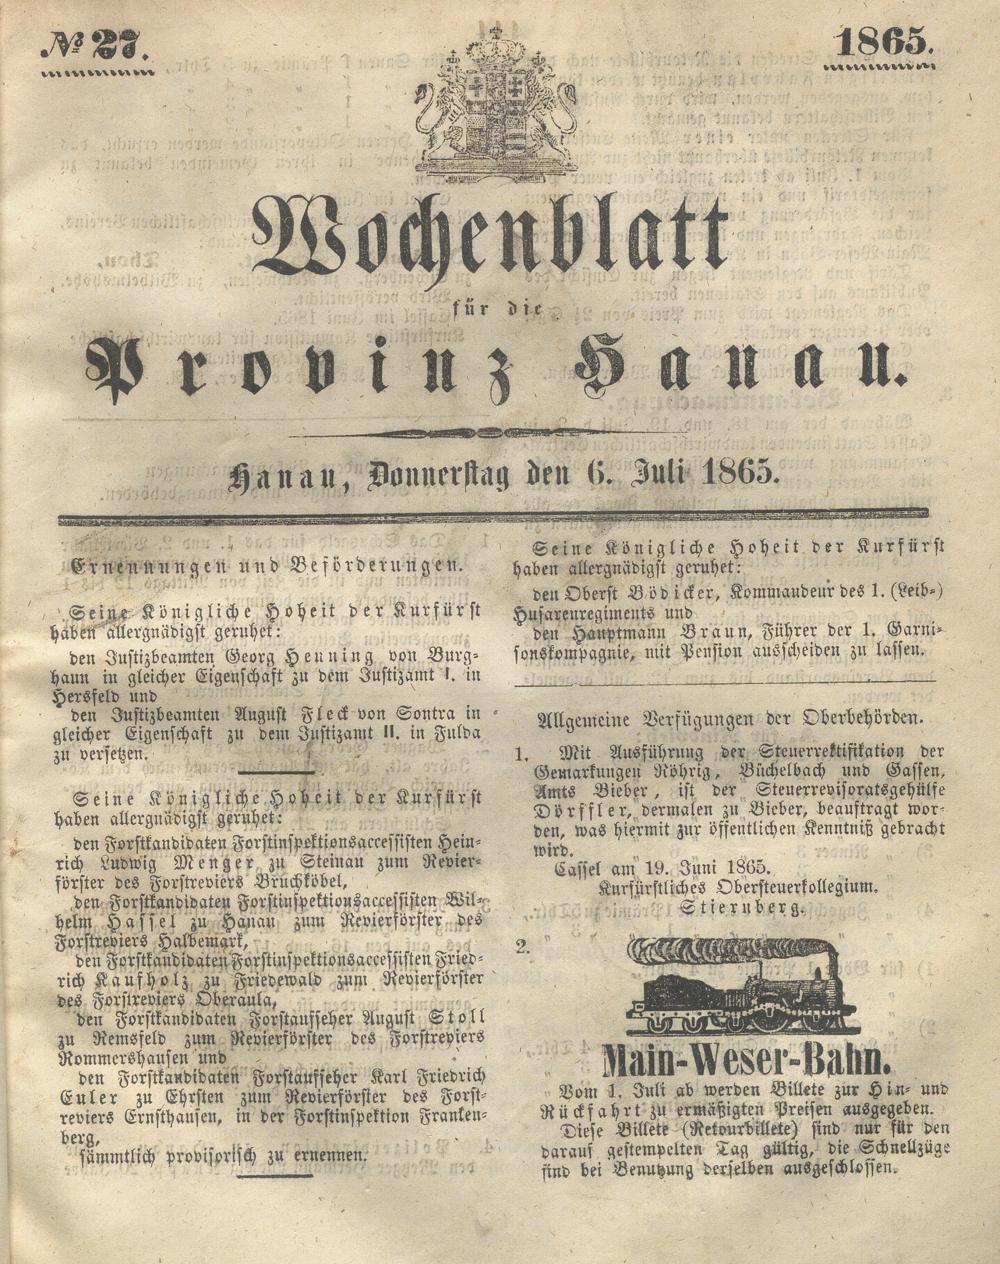 № 27.
1865.
Wochenblatt
für die
Provinz Hanau.
Hanau, Donnerstag den 6. Juli 1865.
Ernennungen und Beförderungen.
Seine Königliche Hoheit der Kurfürst
haben allergnädigst geruhet:
den Justizbeamten Georg Henning von Burg-
haun in gleicher Eigenschaft zu dem Justizamt I. in
Hersfeld und
den Justizbeamten August Fleck von Sontra in
gleicher Eigenschaft zu dem Justizamt II. in Fulda
zu versetzen.
Seine Königliche Hoheit der Kurfürst
haben allergnädigst geruhet:
den Forstkandidaten Forstinspektionsaccessisten Hein-
rich Ludwig Menger zu Steinau zum Revier-
förster des Forstreviers Bruchköbel,
den Forstkandidaten Forstinspektionsaccessisten Wil-
helm Hassel zu Hanau zum Revierförster des
Forstreviers Halbemark,
den Forstkandidaten Forstinspektionsaccessisten Fried-
rich Kaufholz zu Friedewald zum Revierförster
des Forstreviers Oberaula,
den Forstkandidaten Forstaufseher August Stoll
zu Remsfeld zum Revierförster des Forstreviers
Rommershausen und
den Forstkandidaten Forstaufseher Karl Friedrich
Euler zu Ehrsten zum Revierförster des Forst-
reviers Ernsthausen, in der Forstinspektion Franken-
berg,
sämmtlich provisorisch zu ernennen.
Seine Königliche Hoheit der Kurfürst
haben allergnädigst geruhet:
den Oberst Bödicker, Kommandeur des 1. (Leib-)
Husarenregiments und
den Hauptmann Braun, Führer der 1. Garni-
sonskompagnie, mit Pension ausscheiden zu lassen.
Allgemeine Verfügungen der Oberbehörden.
1. Mit Ausführung der Steuerrektifikation der
Gemarkungen Röhrig, Büchelbach und Gassen,
Amts Bieber, ist der Steuerrevisoratsgehülfe
Dörffler, dermalen zu Bieber, beauftragt wor-
den, was hiermit zur öffentlichen Kenntniß gebracht
wird.
Cassel am 19. Juni 1865.
Kurfürstliches Obersteuerkollegium.
Stiernberg.
2.
Main-Weser-Bahn.
Vom 1. Juli ab werden Billete zur Hin- und
Rückfahrt zu ermäßigten Preisen ausgegeben.
Diese Billete (Retourbillete) sind nur für den
darauf gestempelten Tag gültig, die Schnellzüge
sind bei Benutzung derselben ausgeschlossen.